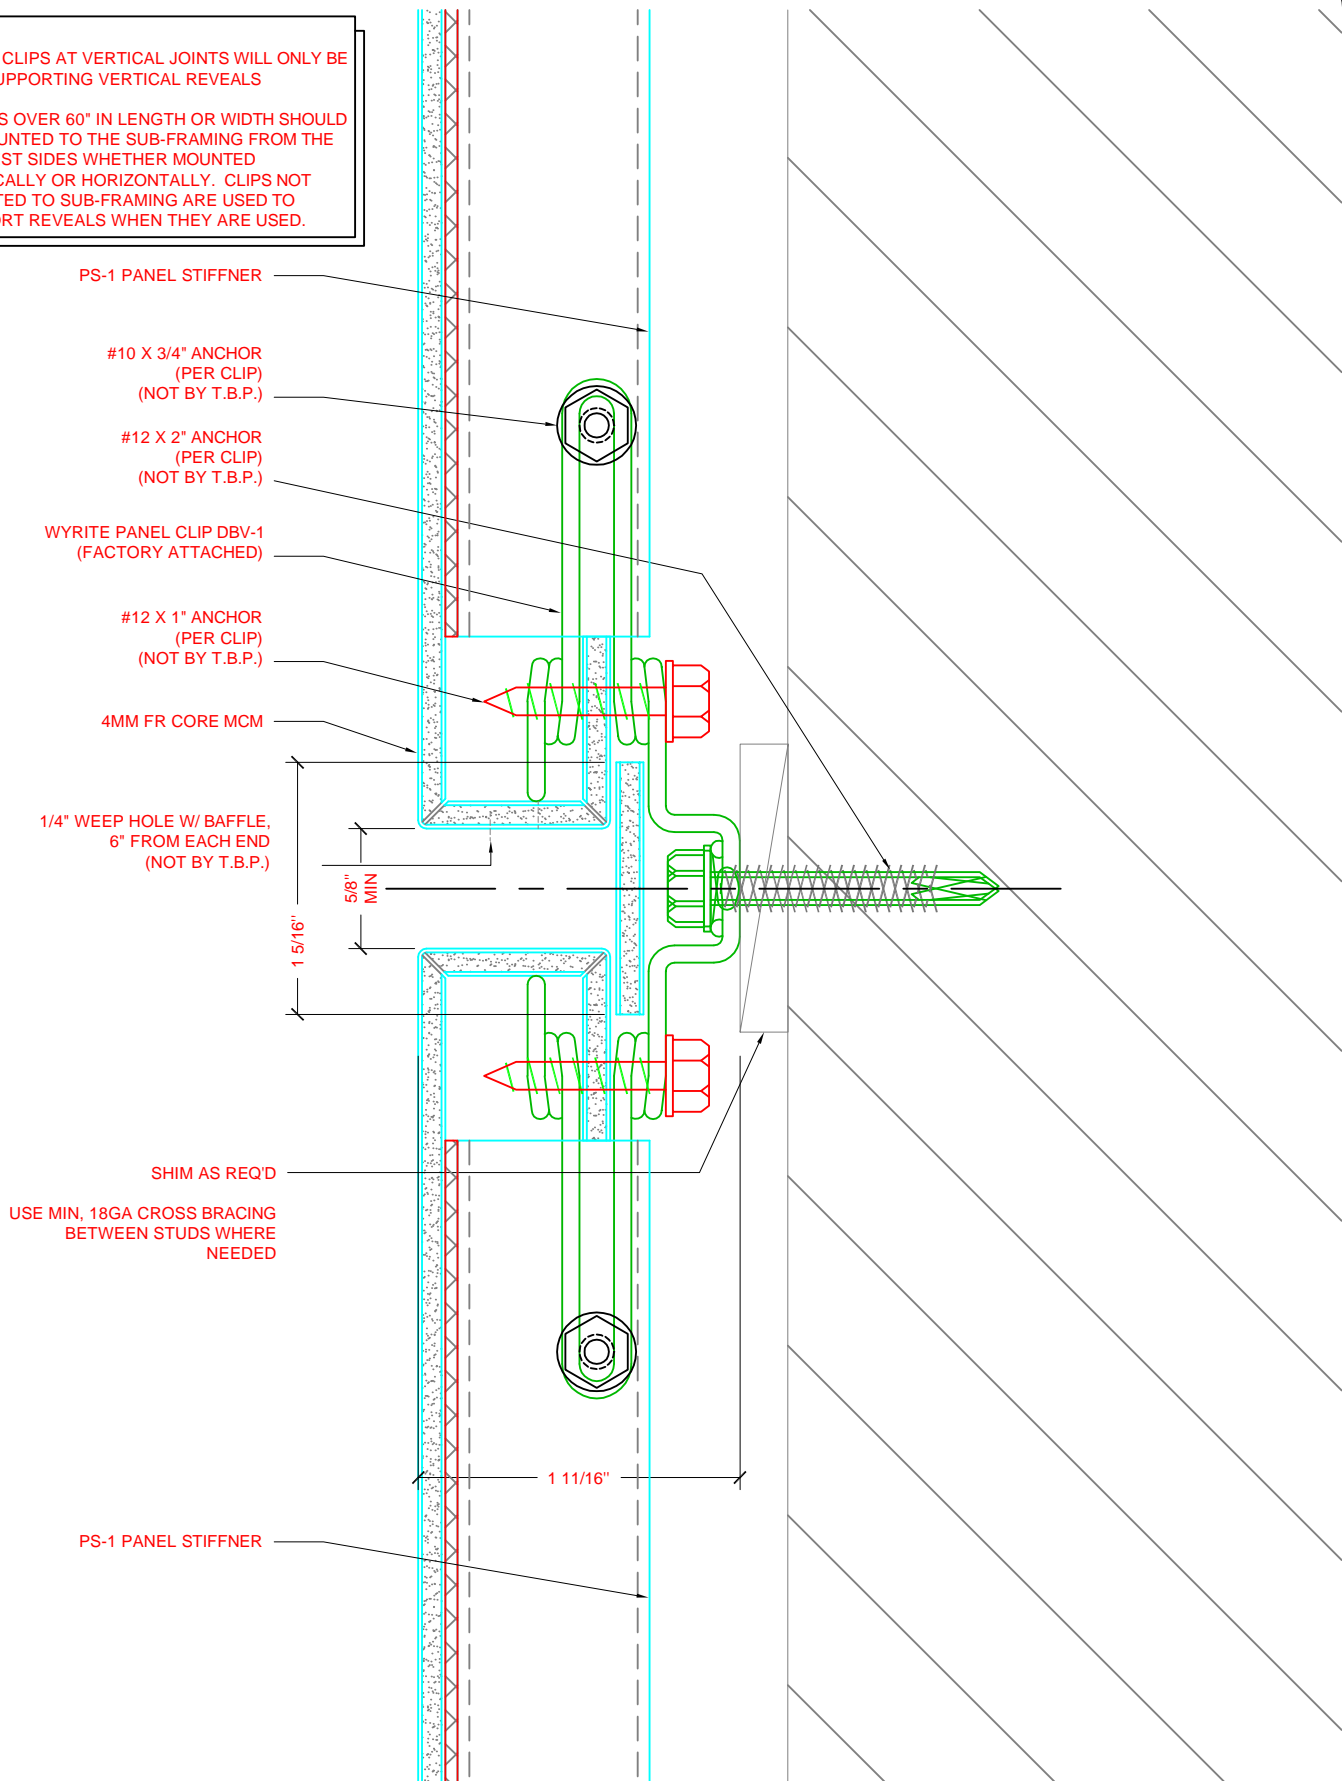 CLIPS AT VERTICAL JOINTS WILL ONLY BE
UPPORTING VERTICAL REVEALS
S OVER 60" IN LENGTH OR WIDTH SHOULD
UNTED TO THE SUB-FRAMING FROM THE
ST SIDES WHETHER MOUNTED
CALLY OR HORIZONTALLY. CLIPS NOT
TED TO SUB-FRAMING ARE USED TO
RT REVEALS WHEN THEY ARE USED.
PS-1 PANEL STIFFNER
#10 X 3/4" ANCHOR
(PER CLIP)
(NOT BY T.B.P.)
#12 X 2" ANCHOR
(PER CLIP)
(NOT BY T.B.P.)
WYRITE PANEL CLIP DBV-1
(FACTORY ATTACHED)
#12 X 1" ANCHOR
(PER CLIP)
(NOT BY T.B.P.)
4MM FR CORE MCM
1/4" WEEP HOLE W/ BAFFLE,
6" FROM EACH END
(NOT BY T.B.P.)
5/8"
MIN
1 5/16"
SHIM AS REQ'D
USE MIN, 18GA CROSS BRACING
BETWEEN STUDS WHERE
NEEDED
1 11/16"
PS-1 PANEL STIFFNER